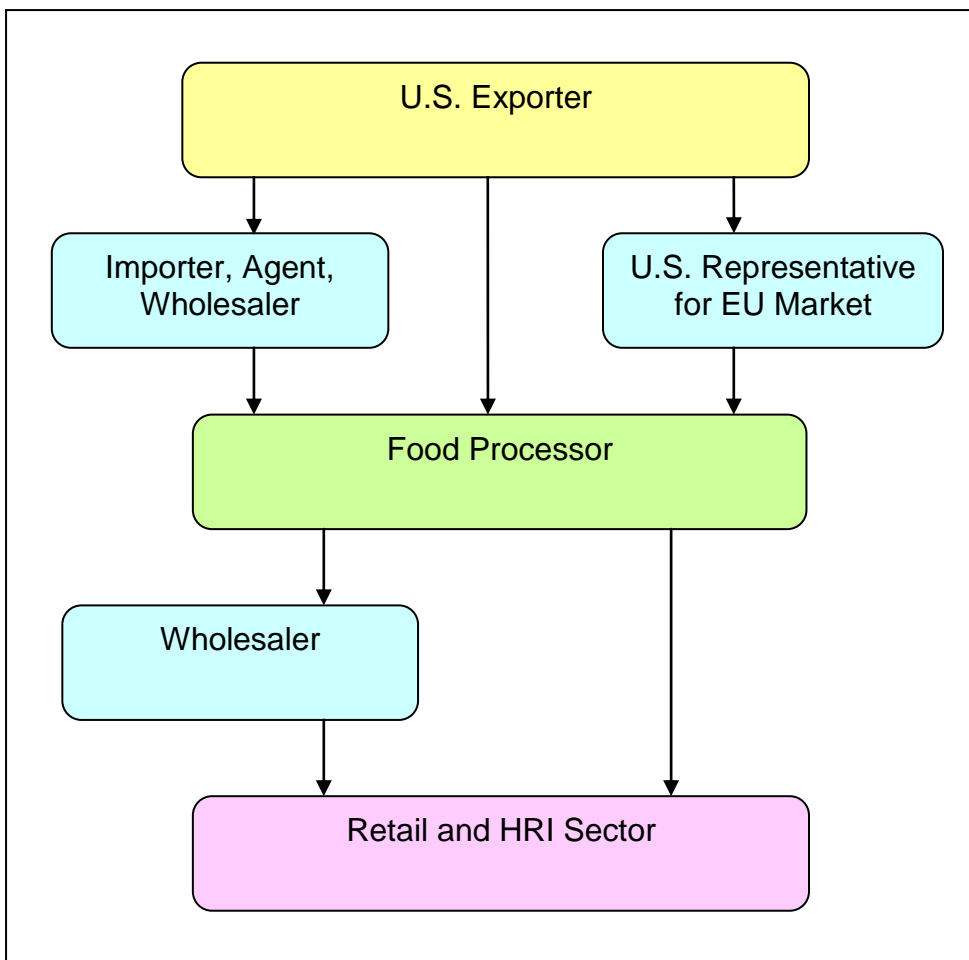 U.S. Exporter
Importer, Agent,
Wholesaler
U.S. Representative
for EU Market
Food Processor
Wholesaler
Retail and HRI Sector